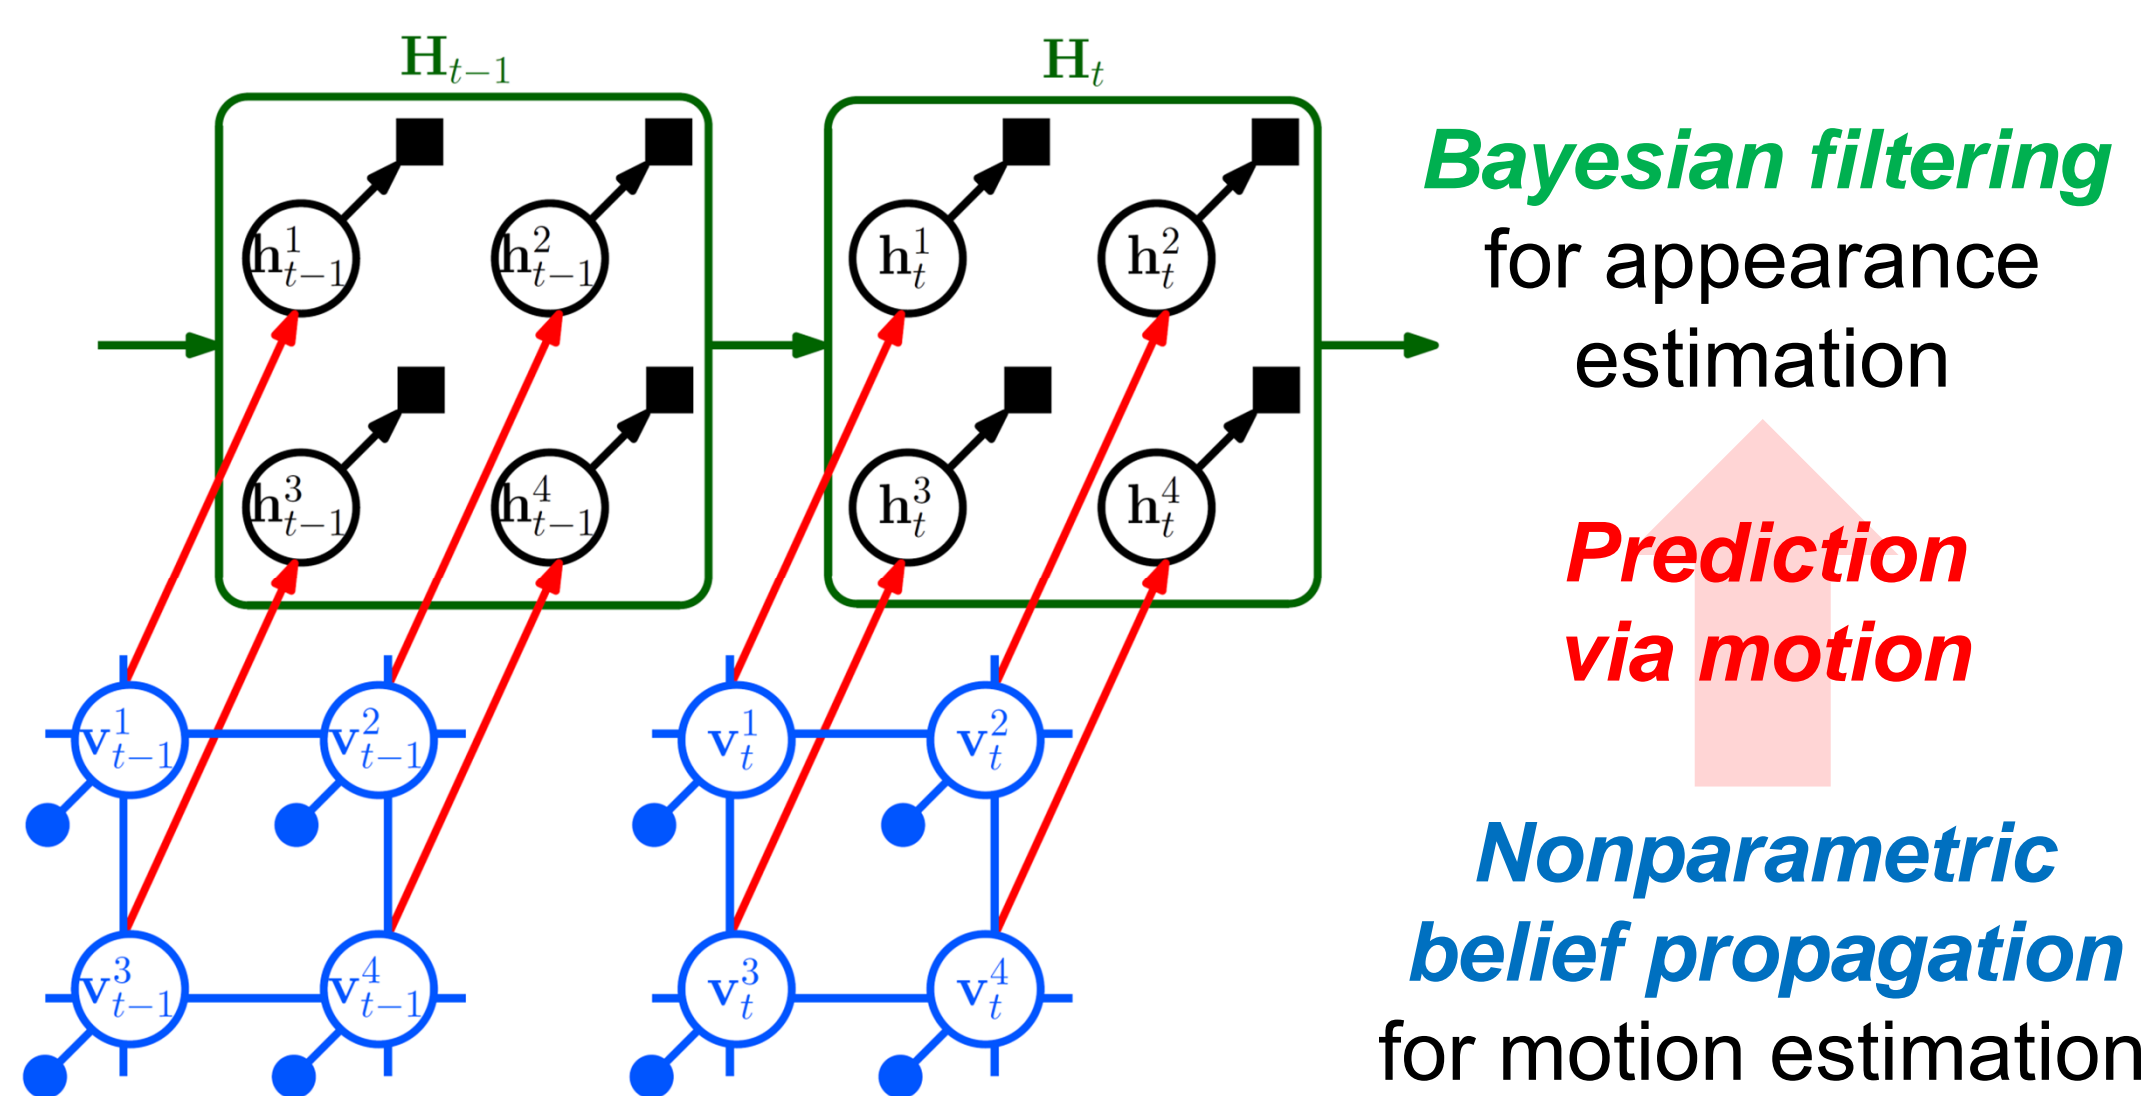 H_{t-1}
H_t
h^1_{t-1} h^2_{t-1} h^1_t h^2_t
h^3_{t-1} h^4_{t-1} h^3_t h^4_t
v^1_{t-1} v^2_{t-1} v^1_t v^2_t
v^3_{t-1} v^4_{t-1} v^3_t v^4_t
Bayesian filtering
for appearance
estimation
Prediction
via motion
Nonparametric
belief propagation
for motion estimation